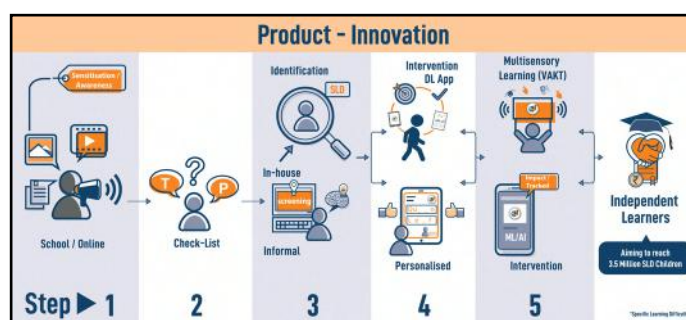 Product - Innovation
Sensitisation /
Awareness
School / Online
T
?
P
Check-List
Identification
SLD
In-house
screening
Informal
Intervention
DL App
Personalised
Multisensory
Learning (VAKT)
Impact /
Tracked
ML/AI
Intervention
Independent
Learners
Aiming to reach
3.5 Million SLD Children
Step ▶ 1
2
3
4
5
*Specific Learning